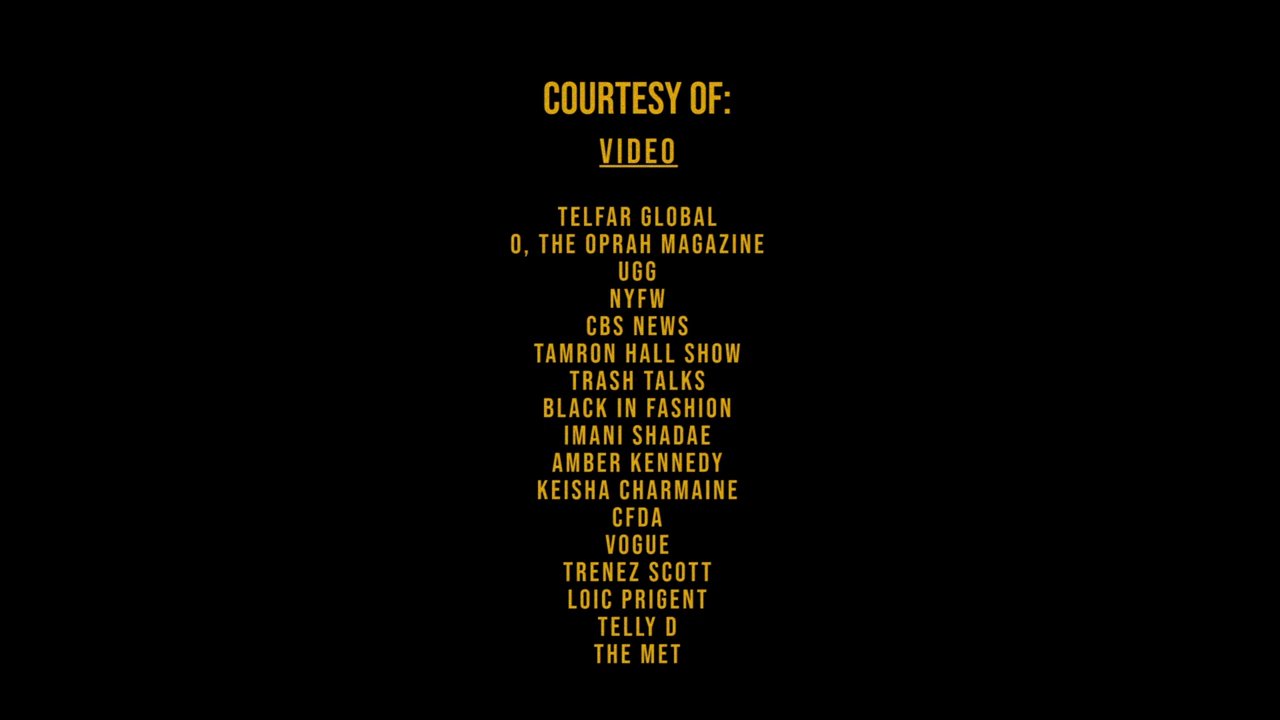 COURTESY OF:
VIDEO
TELFAR GLOBAL
O, THE OPRAH MAGAZINE
UGG
NYFW
CBS NEWS
TAMRON HALL SHOW
TRASH TALKS
BLACK IN FASHION
IMANI SHADAE
AMBER KENNEDY
KEISHA CHARMAINE
CFDA
VOGUE
TRENEZ SCOTT
LOIC PRIGENT
TELLY D
THE MET